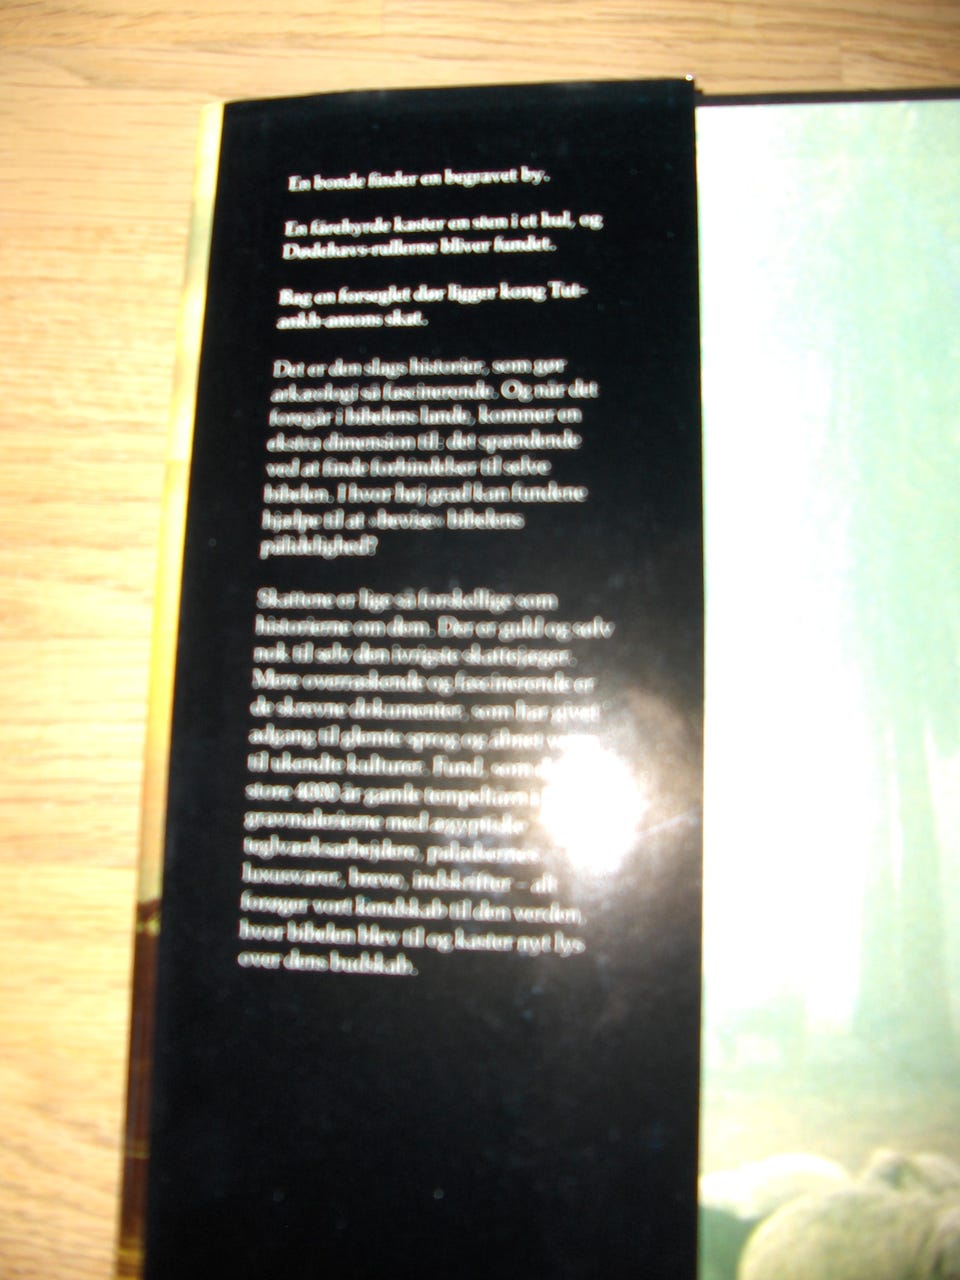 En bonde finder en begravet by.
En fårehyrde kaster en sten i et hul, og
Dødehavs-rullerne bliver fundet.
Bag en forseglet dør ligger kong Tut-
ankh-amons skat.
Det er den slags historier, som gør
arkæologi så fascinerende. Og når det
foregår i bibelens lande, kommer en
ekstra dimension til: det spændende
ved at finde forbindelser til selve
bibelen. I hvor høj grad kan fundene
hjælpe til at »bevise« bibelens
pålidelighed?
Skattene er lige så forskellige som
historierne om dem. Der er guld og sølv
nok til selv den ivrigste skattejæger.
Mere overraskende og fascinerende er
de skrevne dokumenter, som har givet
adgang til glemte sprog og åbnet
til ukendte kulturer. Fund, som
store 4000 år gamle tempeltårn
gravmalerierne med ægyptiske
teglværksarbejdere, paladsernes
luxusvarer, breve, indskrifter – alt
forøger vort kendskab til den verden,
hvor bibelen blev til og kaster nyt lys
over dens budskab.